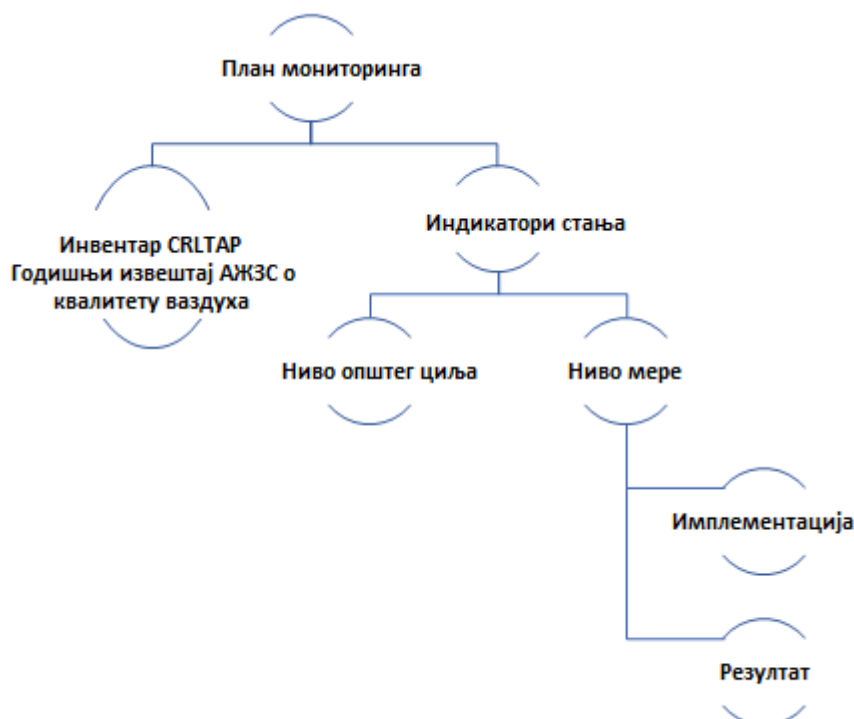 План мониторинга
Инвентар CRLTAP
Годишњи извештај АЖЗС о
квалитету ваздуха
Индикатори стања
Ниво општег циља
Ниво мере
Имплементација
Резултат